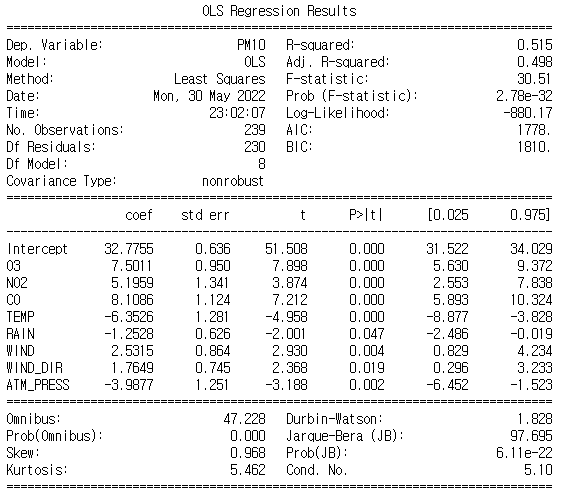 OLS Regression Results
==============================================================================
Dep. Variable: PM10 R-squared: 0.515
Model: OLS Adj. R-squared: 0.498
Method: Least Squares F-statistic: 30.51
Date: Mon, 30 May 2022 Prob (F-statistic): 2.78e-32
Time: 23:02:07 Log-Likelihood: -880.17
No. Observations: 239 AIC: 1778.
Df Residuals: 230 BIC: 1810.
Df Model: 8
Covariance Type: nonrobust
==============================================================================
coef std err t P>|t| [0.025 0.975]
------------------------------------------------------------------------------
Intercept 32.7755 0.636 51.508 0.000 31.522 34.029
O3 7.5011 0.950 7.898 0.000 5.630 9.372
NO2 5.1959 1.341 3.874 0.000 2.553 7.838
CO 8.1086 1.124 7.212 0.000 5.893 10.324
TEMP -6.3526 1.281 -4.958 0.000 -8.877 -3.828
RAIN -1.2528 0.626 -2.001 0.047 -2.486 -0.019
WIND 2.5315 0.864 2.930 0.004 0.829 4.234
WIND_DIR 1.7649 0.745 2.368 0.019 0.296 3.233
ATM_PRESS -3.9877 1.251 -3.188 0.002 -6.452 -1.523
==============================================================================
Omnibus: 47.228 Durbin-Watson: 1.828
Prob(Omnibus): 0.000 Jarque-Bera (JB): 97.695
Skew: 0.968 Prob(JB): 6.11e-22
Kurtosis: 5.462 Cond. No. 5.10
==============================================================================